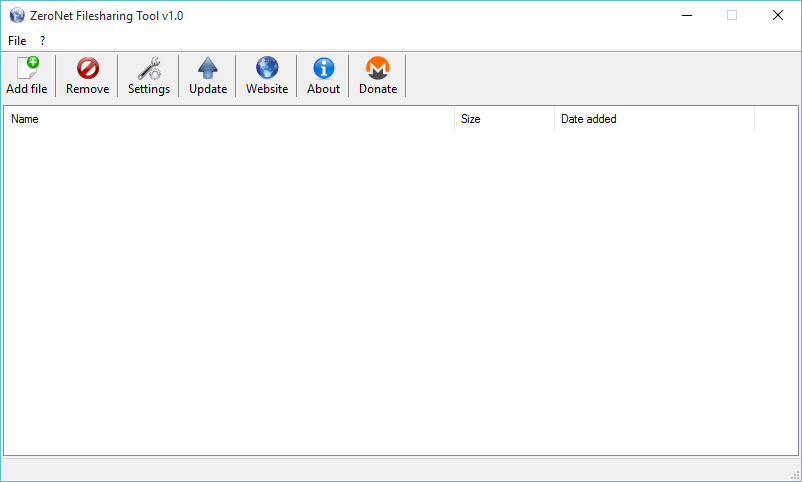 ZeroNet Filesharing Tool v1.0
File ?
Add file Remove Settings Update Website About Donate
Name Size Date added